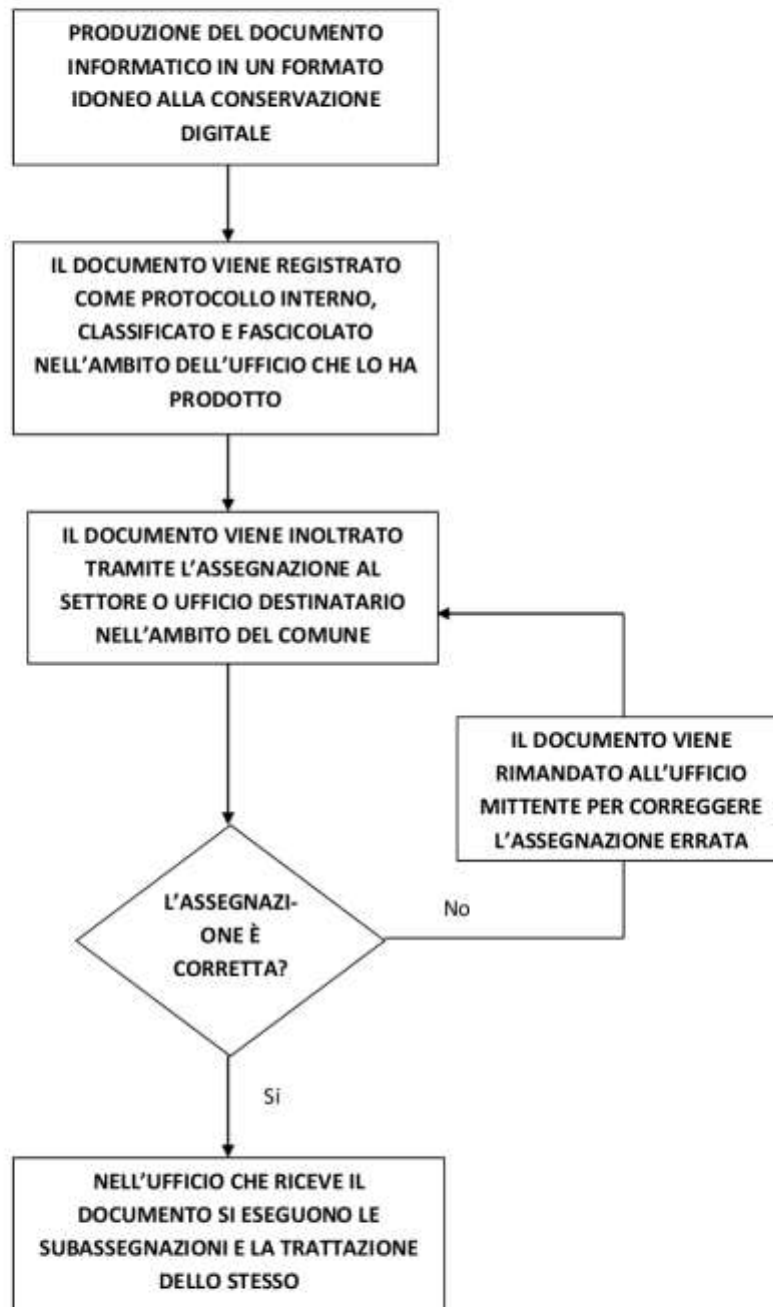 PRODUZIONE DEL DOCUMENTO
INFORMATICO IN UN FORMATO
IDONEO ALLA CONSERVAZIONE
DIGITALE
IL DOCUMENTO VIENE REGISTRATO
COME PROTOCOLLO INTERNO,
CLASSIFICATO E FASCICOLATO
NELL'AMBITO DELL'UFFICIO CHE LO HA
PRODOTTO
IL DOCUMENTO VIENE INOLTRATO
TRAMITE L'ASSEGNAZIONE AL
SETTORE O UFFICIO DESTINATARIO
NELL'AMBITO DEL COMUNE
IL DOCUMENTO VIENE
RIMANDATO ALL'UFFICIO
MITTENTE PER CORREGGERE
L'ASSEGNAZIONE ERRATA
L'ASSEGNAZI-
ONE È
CORRETTA?
No
Si
NELL'UFFICIO CHE RICEVE IL
DOCUMENTO SI ESEGUONO LE
SUBASSEGNAZIONI E LA TRATTAZIONE
DELLO STESSO